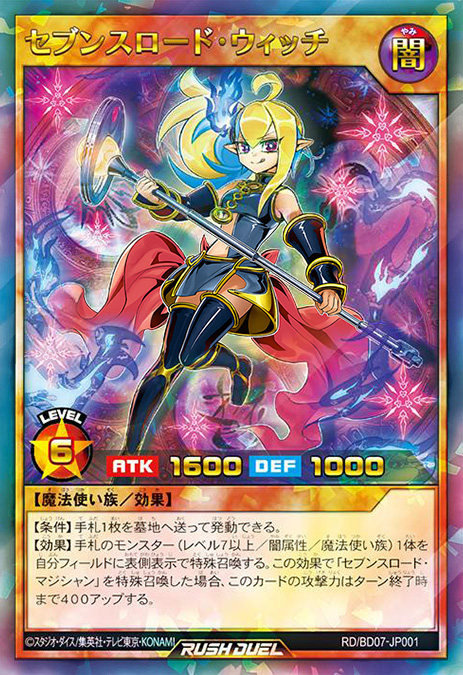 セブンスロード・ウィッチ
やみ
闇
LEVEL
6
ATK 1600 DEF 1000
【魔法使い族／効果】
【条件】手札1枚を墓地へ送って発動できる。
【効果】手札のモンスター（レベル7以上／闇属性／魔法使い族）1体を
自分フィールドに表側表示で特殊召喚する。この効果で「セブンスロード・
マジシャン」を特殊召喚した場合、このカードの攻撃力はターン終了時
まで400アップする。
©スタジオ・ダイス/集英社・テレビ東京・KONAMI
RUSH DUEL
RD/BD07-JP001